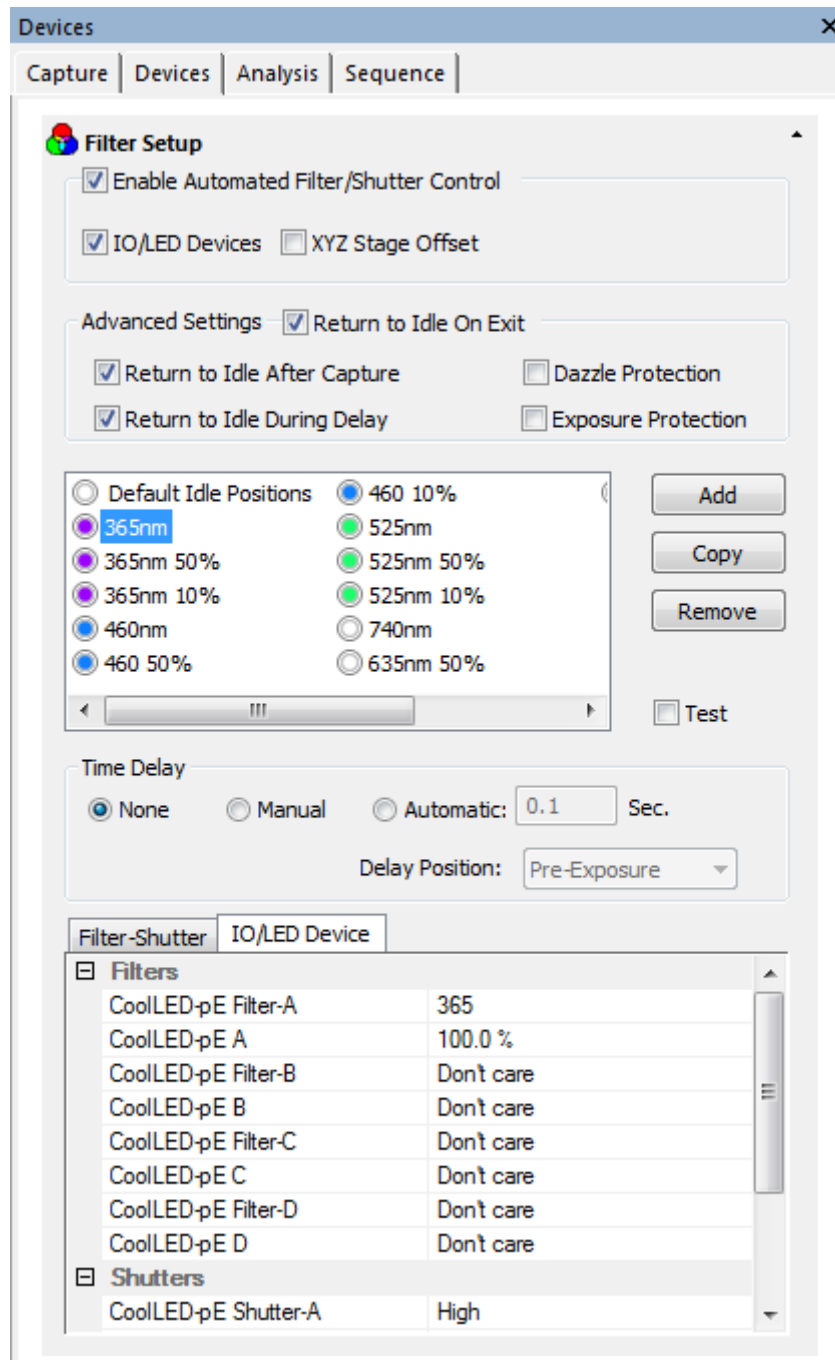 Devices
Capture Devices Analysis Sequence
Filter Setup
Enable Automated Filter/Shutter Control
IO/LED Devices XYZ Stage Offset
Advanced Settings Return to Idle On Exit
Return to Idle After Capture Dazzle Protection
Return to Idle During Delay Exposure Protection
Default Idle Positions 460 10% Add
365nm 525nm
365nm 50% 525nm 50% Copy
365nm 10% 525nm 10%
460nm 740nm Remove
460 50% 635nm 50%
Test
Time Delay
None Manual Automatic: 0.1 Sec.
Delay Position: Pre-Exposure
Filter-Shutter IO/LED Device
Filters
CoolLED-pE Filter-A 365
CoolLED-pE A 100.0 %
CoolLED-pE Filter-B Don't care
CoolLED-pE B Don't care
CoolLED-pE Filter-C Don't care
CoolLED-pE C Don't care
CoolLED-pE Filter-D Don't care
CoolLED-pE D Don't care
Shutters
CoolLED-pE Shutter-A High